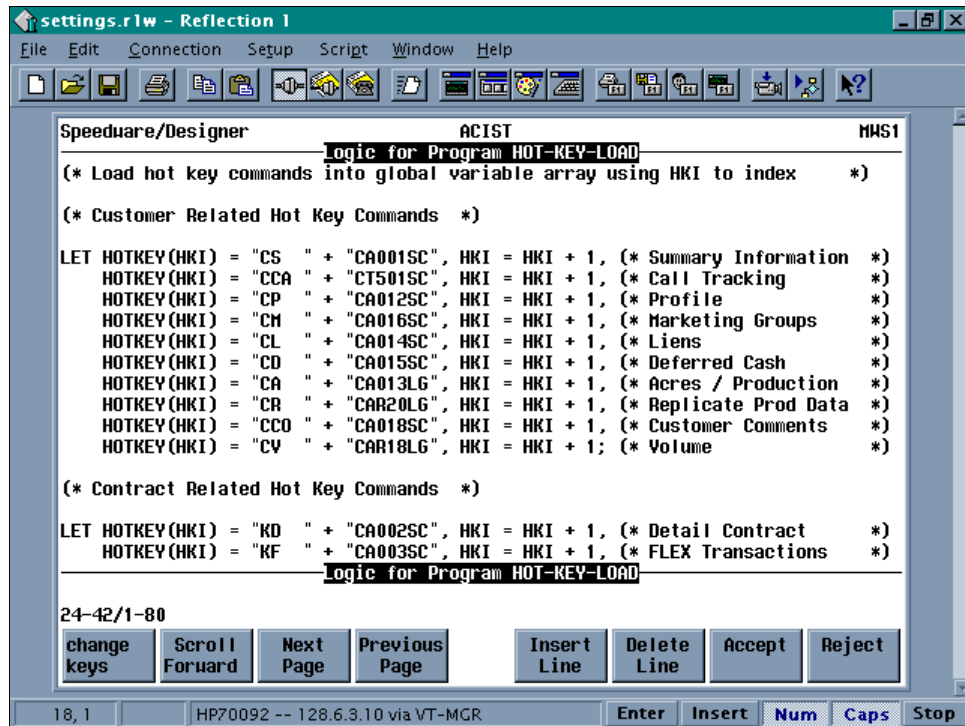 settings.r1w - Reflection 1
File Edit Connection Setup Script Window Help
Speedware/Designer ACIST MWS1
Logic for Program HOT-KEY-LOAD
(* Load hot key commands into global variable array using HKI to index *)
(* Customer Related Hot Key Commands *)
LET HOTKEY(HKI) = "CS " + "CA001SC", HKI = HKI + 1, (* Summary Information *)
HOTKEY(HKI) = "CCA " + "CT501SC", HKI = HKI + 1, (* Call Tracking *)
HOTKEY(HKI) = "CP " + "CA012SC", HKI = HKI + 1, (* Profile *)
HOTKEY(HKI) = "CM " + "CA016SC", HKI = HKI + 1, (* Marketing Groups *)
HOTKEY(HKI) = "CL " + "CA014SC", HKI = HKI + 1, (* Liens *)
HOTKEY(HKI) = "CD " + "CA015SC", HKI = HKI + 1, (* Deferred Cash *)
HOTKEY(HKI) = "CA " + "CA013LG", HKI = HKI + 1, (* Acres / Production *)
HOTKEY(HKI) = "CR " + "CAR20LG", HKI = HKI + 1, (* Replicate Prod Data *)
HOTKEY(HKI) = "CCO " + "CA018SC", HKI = HKI + 1, (* Customer Comments *)
HOTKEY(HKI) = "CV " + "CAR18LG", HKI = HKI + 1; (* Volume *)
(* Contract Related Hot Key Commands *)
LET HOTKEY(HKI) = "KD " + "CA002SC", HKI = HKI + 1, (* Detail Contract *)
HOTKEY(HKI) = "KF " + "CA003SC", HKI = HKI + 1, (* FLEX Transactions *)
Logic for Program HOT-KEY-LOAD
24-42/1-80
change keys Scroll Forward Next Page Previous Page Insert Line Delete Line Accept Reject
18, 1 HP70092 -- 128.6.3.10 via VT-MGR Enter Insert Num Caps Stop